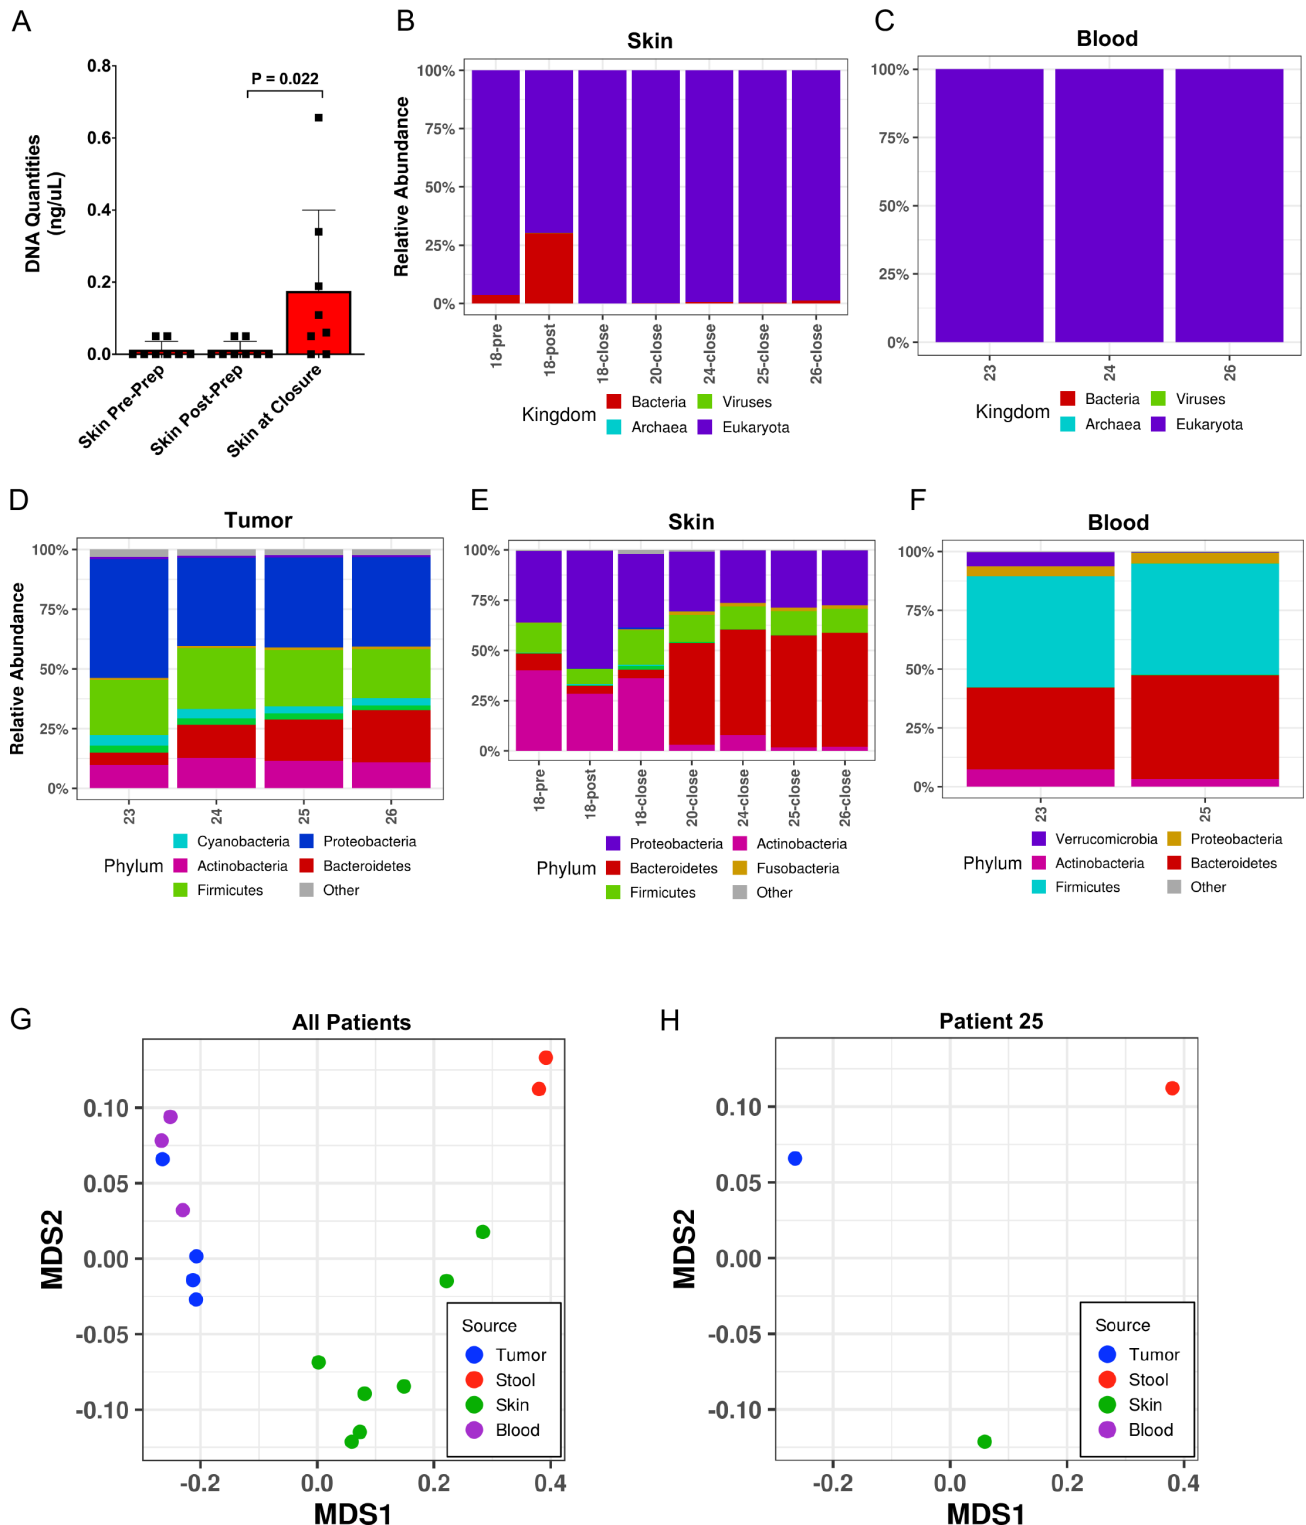 A
0.8
0.6
0.4
0.2
0.0
DNA Quantities
(ng/uL)
P = 0.022
Skin Pre-Prep
Skin Post-Prep
Skin at Closure
B
Skin
Relative Abundance
100%
75%
50%
25%
0%
18-pre
18-post
18-close
20-close
24-close
25-close
26-close
Kingdom
Bacteria
Viruses
Archaea
Eukaryota
C
Blood
100%
75%
50%
25%
0%
23
24
26
Kingdom
Bacteria
Viruses
Archaea
Eukaryota
D
Tumor
Relative Abundance
100%
75%
50%
25%
0%
23
24
25
26
Phylum
Cyanobacteria
Proteobacteria
Actinobacteria
Bacteroidetes
Firmicutes
Other
E
Skin
100%
75%
50%
25%
0%
18-pre
18-post
18-close
20-close
24-close
25-close
26-close
Phylum
Proteobacteria
Actinobacteria
Bacteroidetes
Fusobacteria
Firmicutes
Other
F
Blood
100%
75%
50%
25%
0%
23
25
Phylum
Verrucomicrobia
Proteobacteria
Actinobacteria
Bacteroidetes
Firmicutes
Other
G
All Patients
MDS2
0.10
0.05
0.00
-0.05
-0.10
-0.2
0.0
0.2
0.4
MDS1
Source
Tumor
Stool
Skin
Blood
H
Patient 25
MDS2
0.10
0.05
0.00
-0.05
-0.10
-0.2
0.0
0.2
0.4
MDS1
Source
Tumor
Stool
Skin
Blood